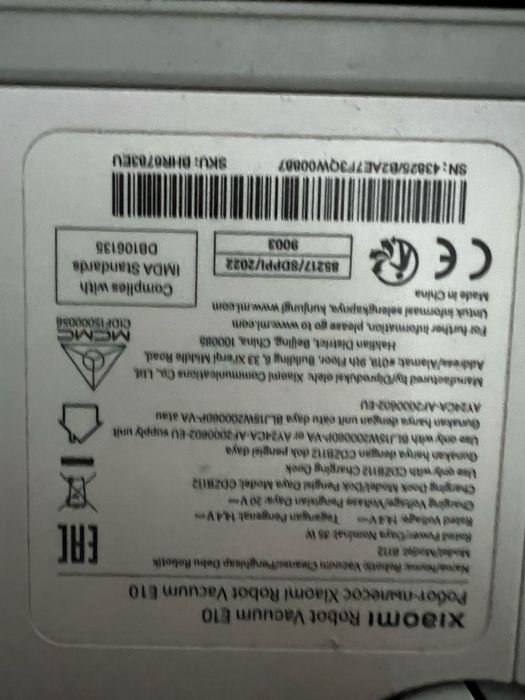 xiaomi Robot Vacuum E10
Робот-пылесос Xiaomi Robot Vacuum E10
Name/Nama: Robotic Vacuum Cleaner/Penghisap Debu Robotik
Model/Model: B112
Rated Power/Daya Nominal: 35 W
Rated Voltage: 14.4 V⎓ Tegangan Pengenal: 14.4 V⎓
Charging Voltage/Voltase Pengisian Daya: 20 V⎓
Charging Dock Model/Dok Pengisi Daya Model: CDZB112
Use only with CDZB112 Charging Dock
Gunakan hanya dengan CDZB112 dok pengisi daya
Use only with BLJ15W200060P-VA or AY24CA-AF2000602-EU supply unit
Gunakan hanya dengan unit catu daya BLJ15W200060P-VA atau
AY24CA-AF2000602-EU
Manufactured by/Diproduksi oleh: Xiaomi Communications Co., Ltd.
Address/Alamat: #019, 9th Floor, Building 6, 33 Xi'erqi Middle Road,
Haidian District, Beijing, China, 100085
For further information, please go to www.mi.com
Untuk informasi selengkapnya, kunjungi www.mi.com
Made in China
EAC
MCMC
CIDF15000056
CE
85217/SDPPI/2022
9003
Complies with
IMDA Standards
DB106135
SN: 43825/B2AE7F3QW00887
SKU: BHR6783EU